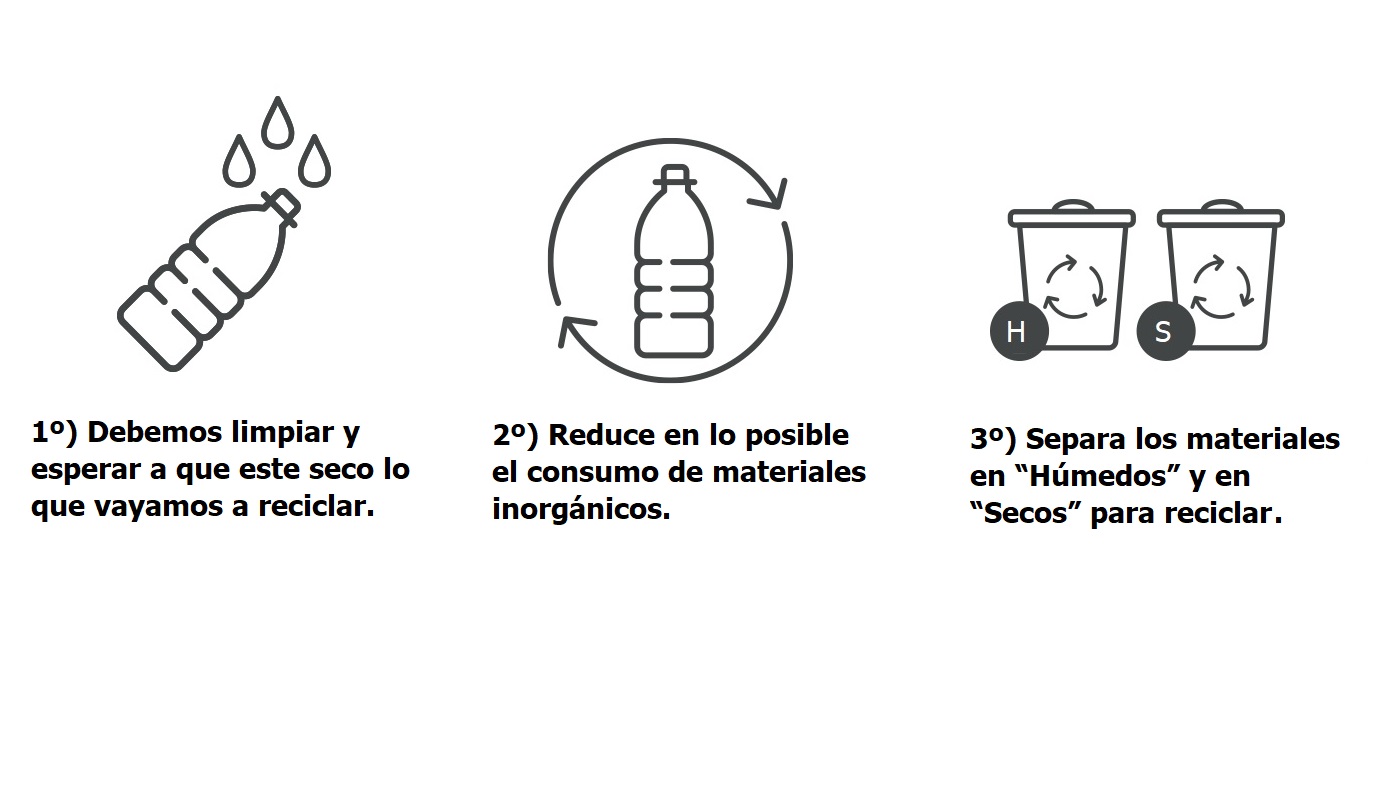 H
S
1º) Debemos limpiar y
esperar a que este seco lo
que vayamos a reciclar.
2º) Reduce en lo posible
el consumo de materiales
inorgánicos.
3º) Separa los materiales
en “Húmedos” y en
“Secos” para reciclar.